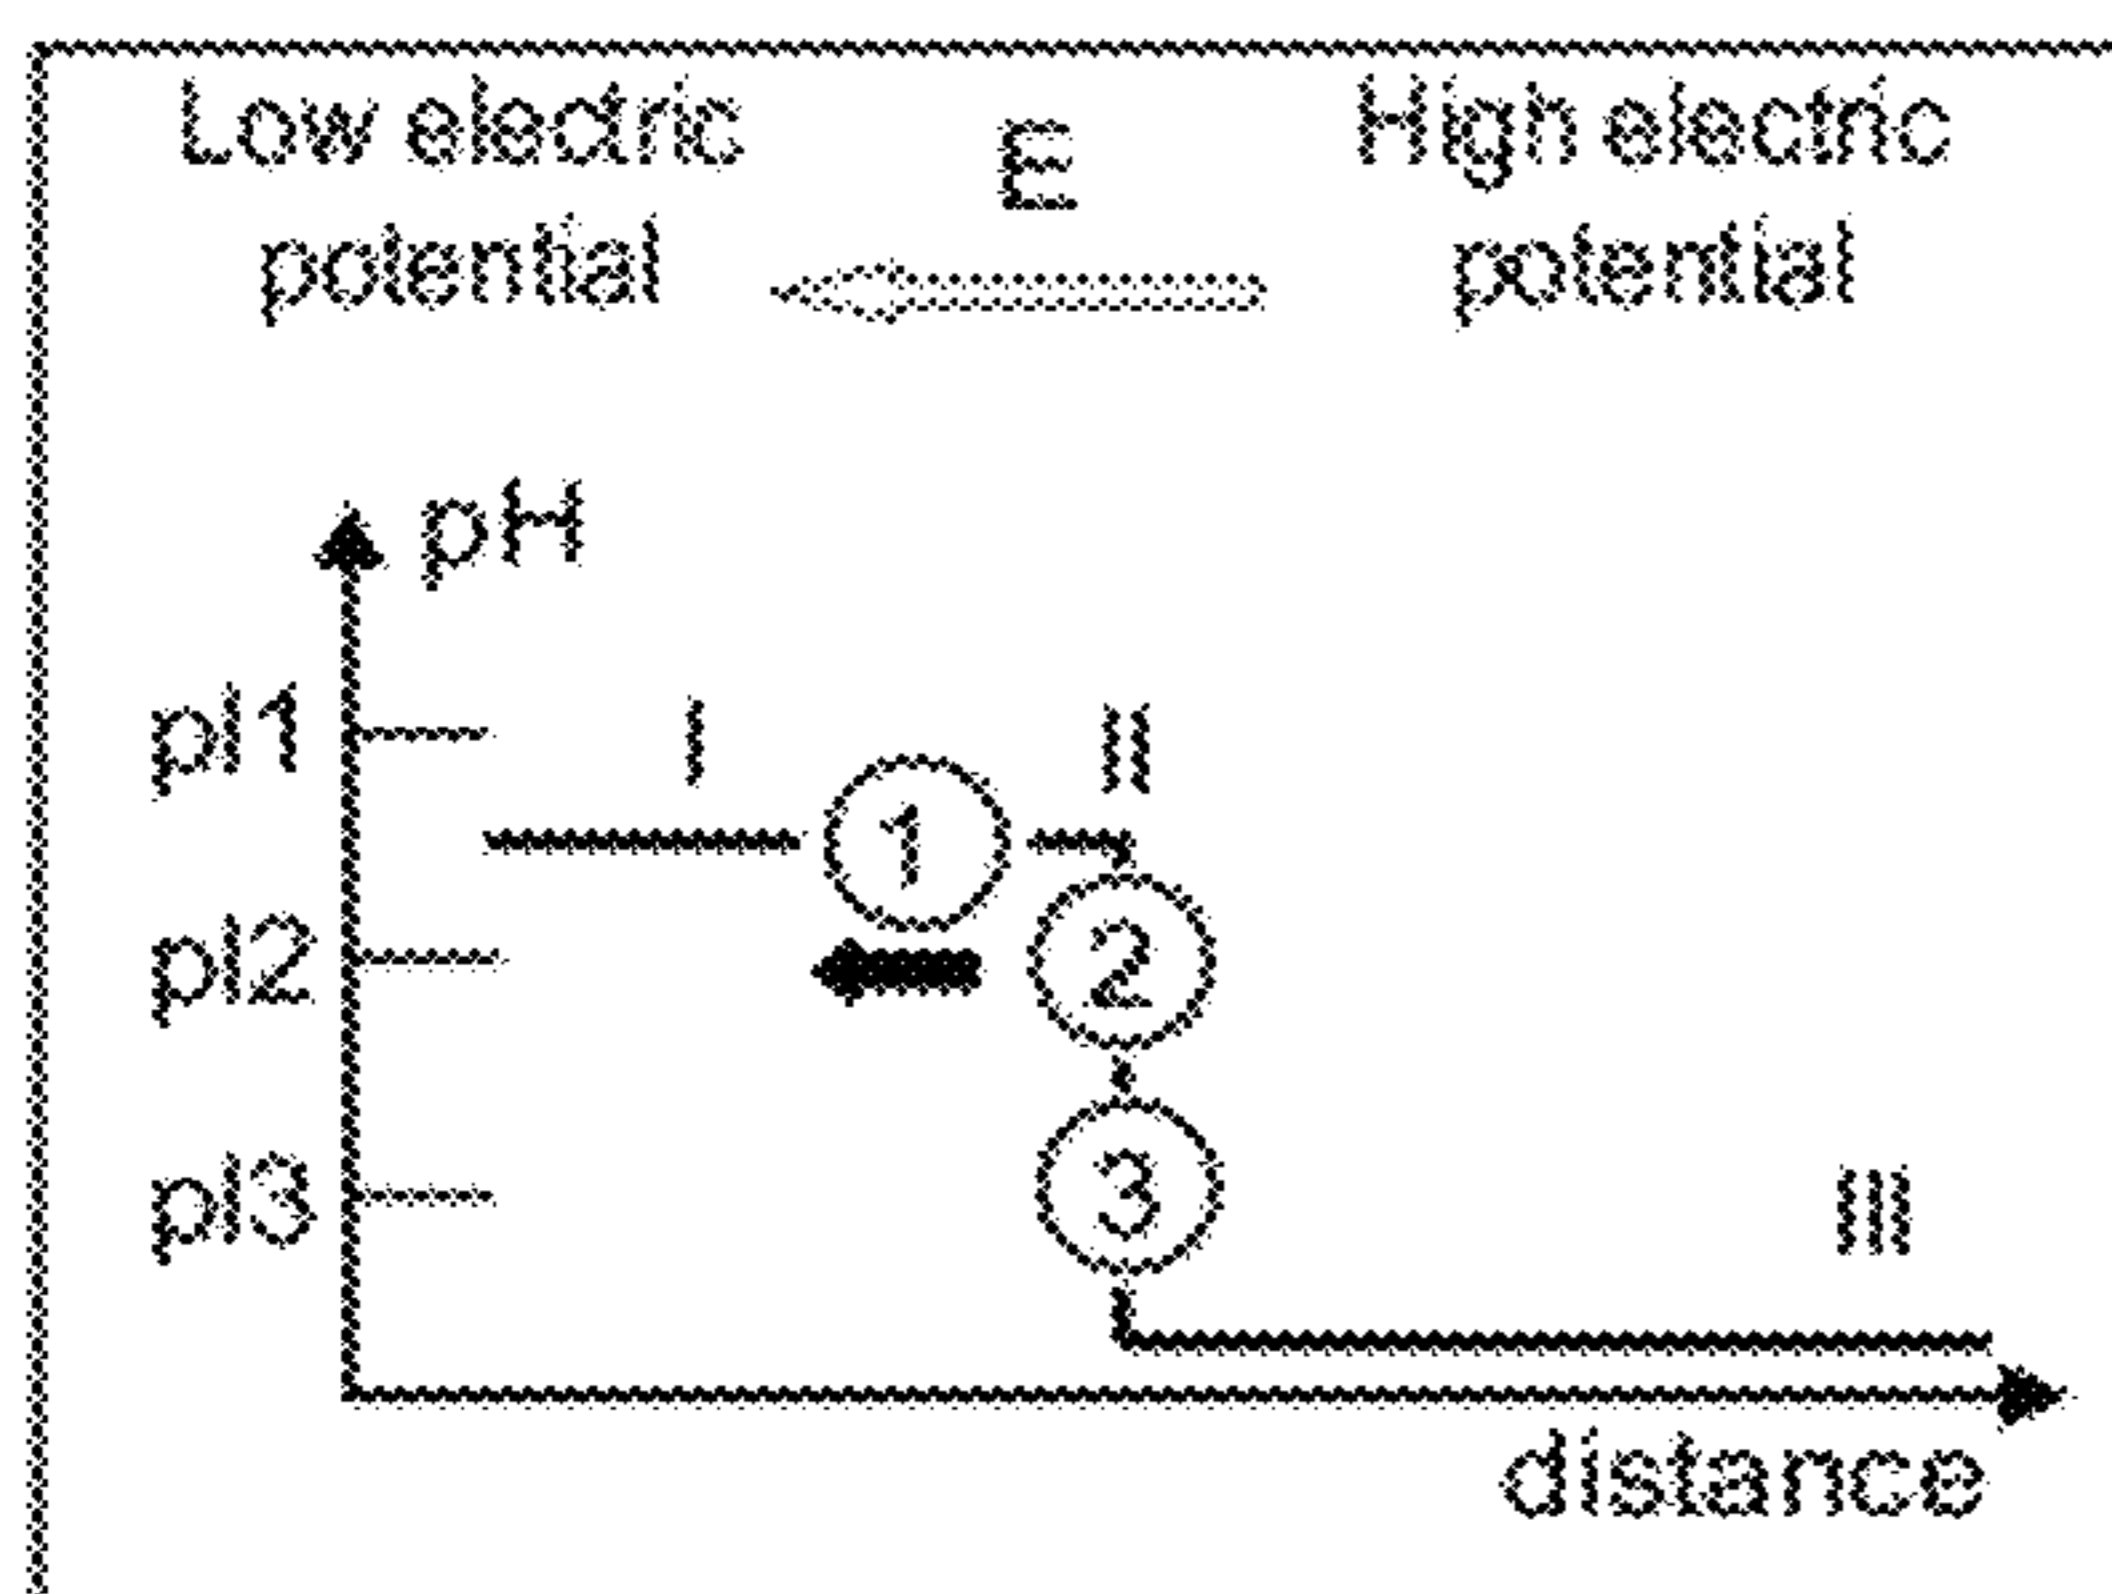 Low electric
potential
E
High electric
potential
pH
pI1
I
II
1
pI2
2
pI3
3
III
distance